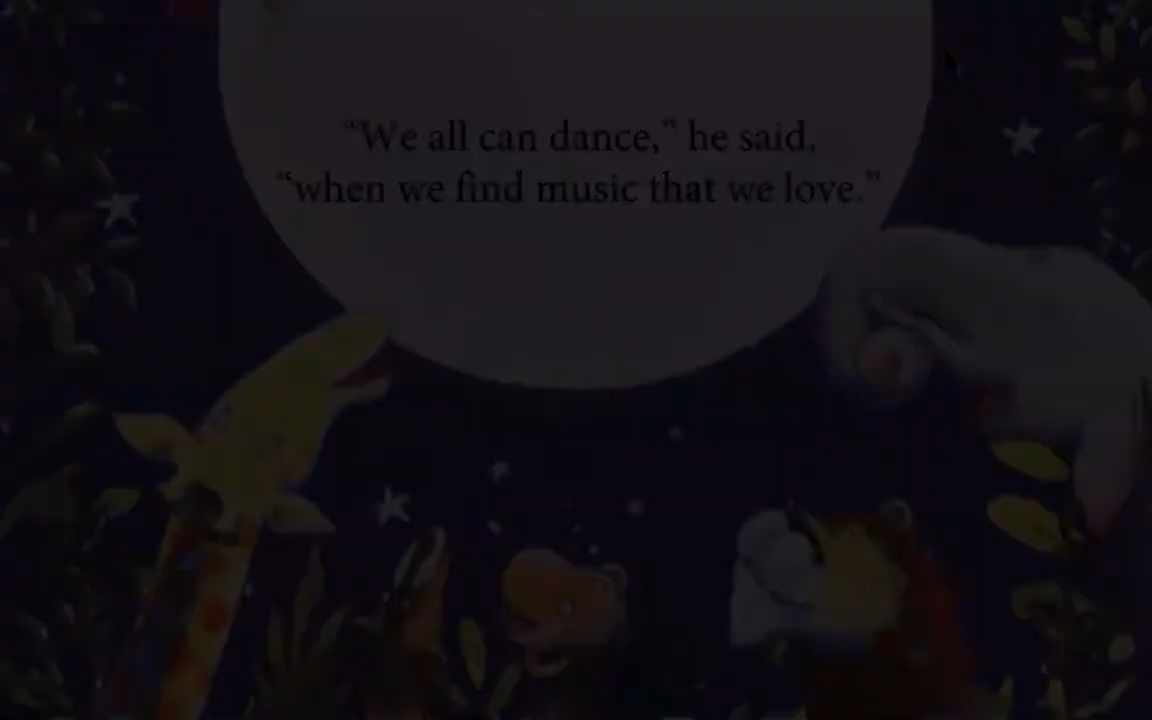 “We all can dance,” he said,
“when we find music that we love.”